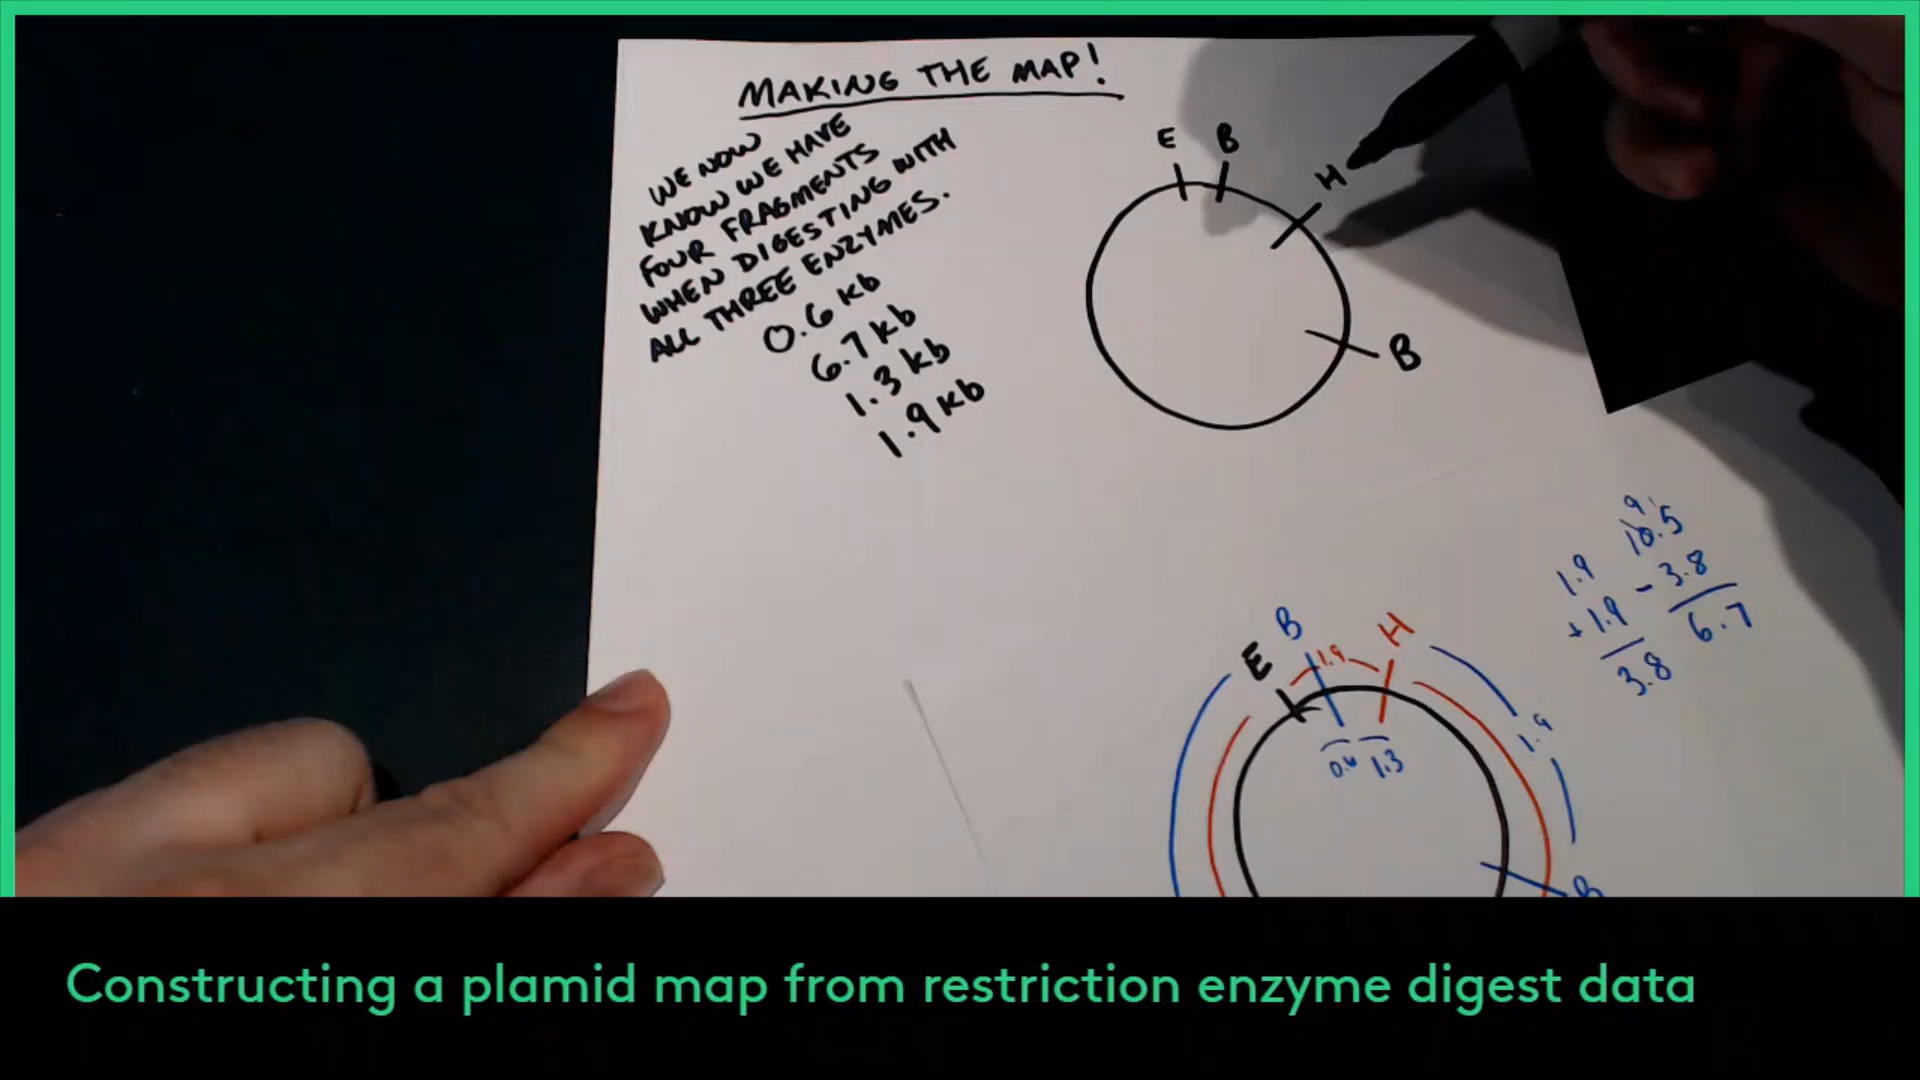 MAKING THE MAP!
WE NOW
KNOW WE HAVE
FOUR FRAGMENTS
WHEN DIGESTING WITH
ALL THREE ENZYMES.
0.6 kb
6.7 kb
1.3 kb
1.9 kb
E B
H
B
9 1
10.5
- 3.8
6.7
1.9
+ 1.9
3.8
E B H
1.9
1.9
1.3
B
Constructing a plamid map from restriction enzyme digest data